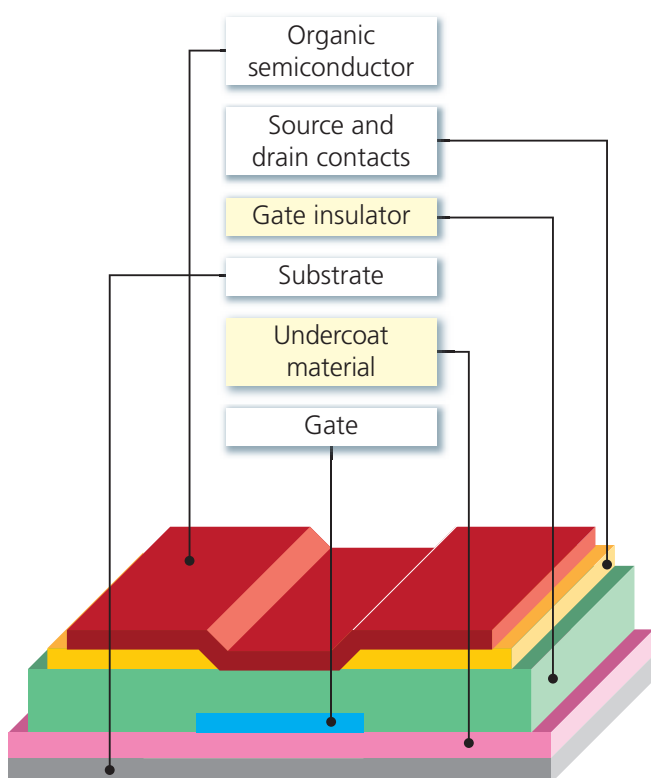 Organic
semiconductor
Source and
drain contacts
Gate insulator
Substrate
Undercoat
material
Gate